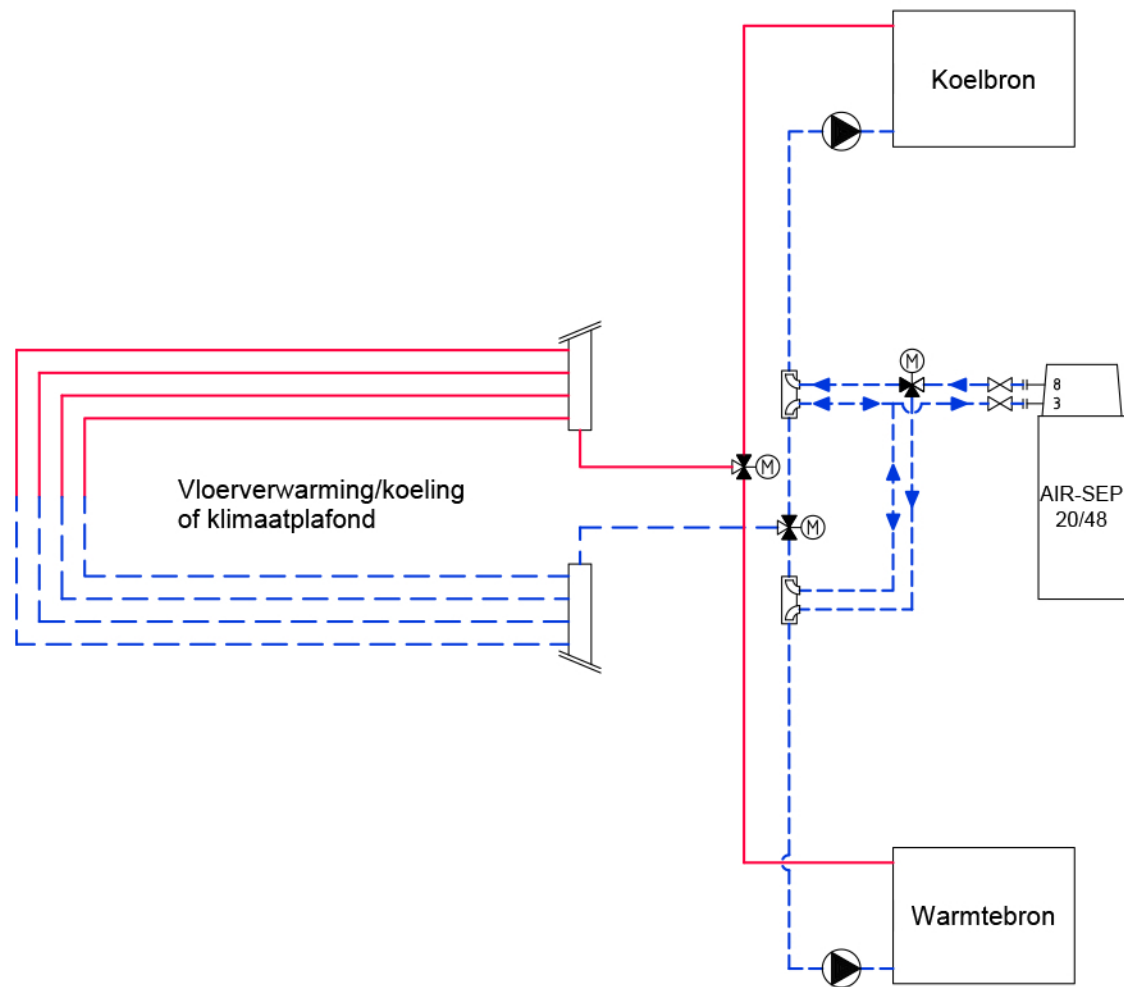 Koelbron
M
8
3
M
Vloerverwarming/koeling
of klimaatplafond
AIR-SEP
20/48
M
Warmtebron